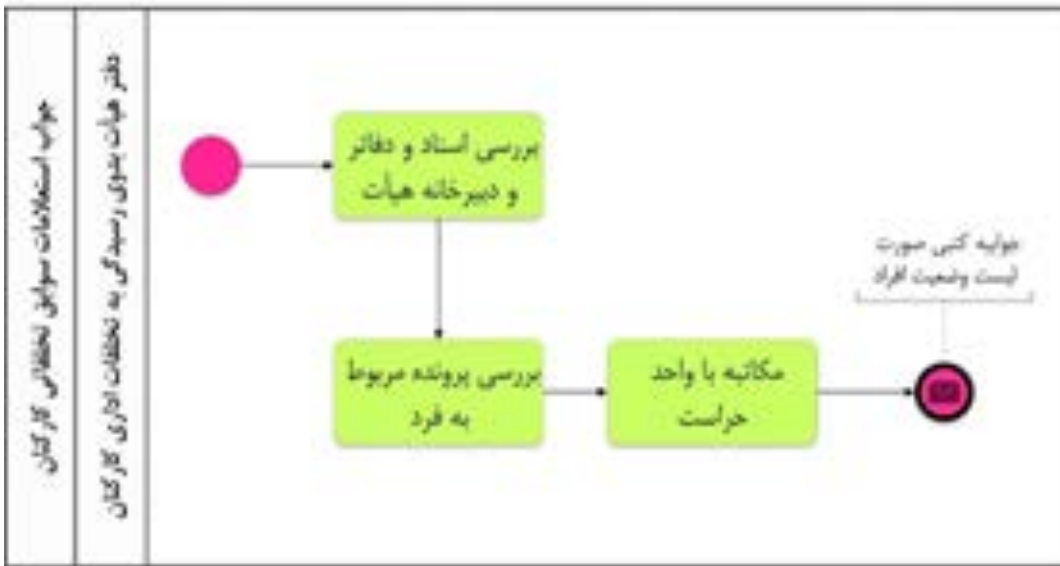 جواب استعلامات سوابق تخلفاتی کارکنان
دفتر هیأت بدوی رسیدگی به تخلفات اداری کارکنان
بررسی اسناد و دفاتر
و دبیرخانه هیأت
بررسی پرونده مربوط
به فرد
مکاتبه با واحد
حراست
جوابیه کتبی صورت
لیست وضعیت افراد